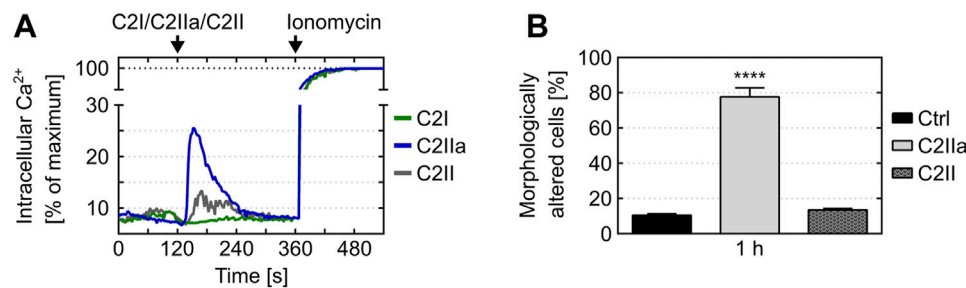 A
C2I/C2IIa/C2II
Ionomycin
Intracellular Ca²⁺
[% of maximum]
100
30
20
10
0
120
240
360
480
Time [s]
C2I
C2IIa
C2II
B
Morphologically
altered cells [%]
100
80
60
40
20
0
****
1 h
Ctrl
C2IIa
C2II